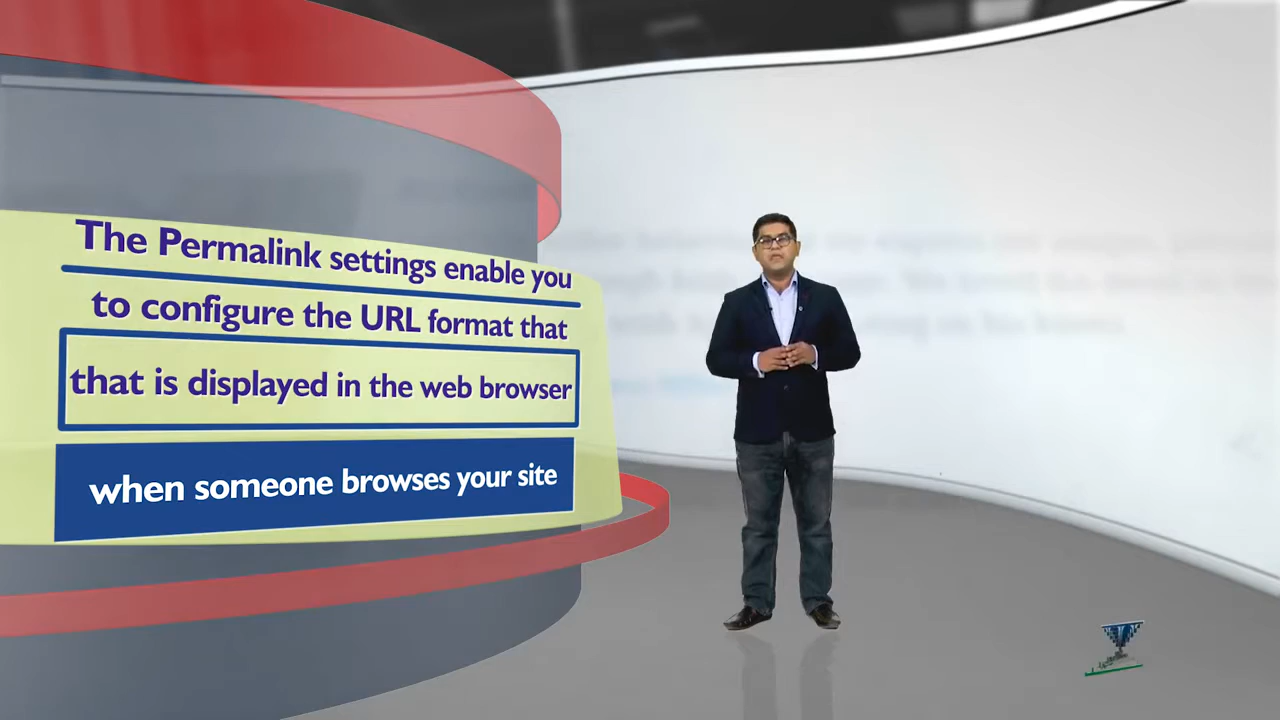 The Permalink settings enable you
to configure the URL format that
that is displayed in the web browser
when someone browses your site